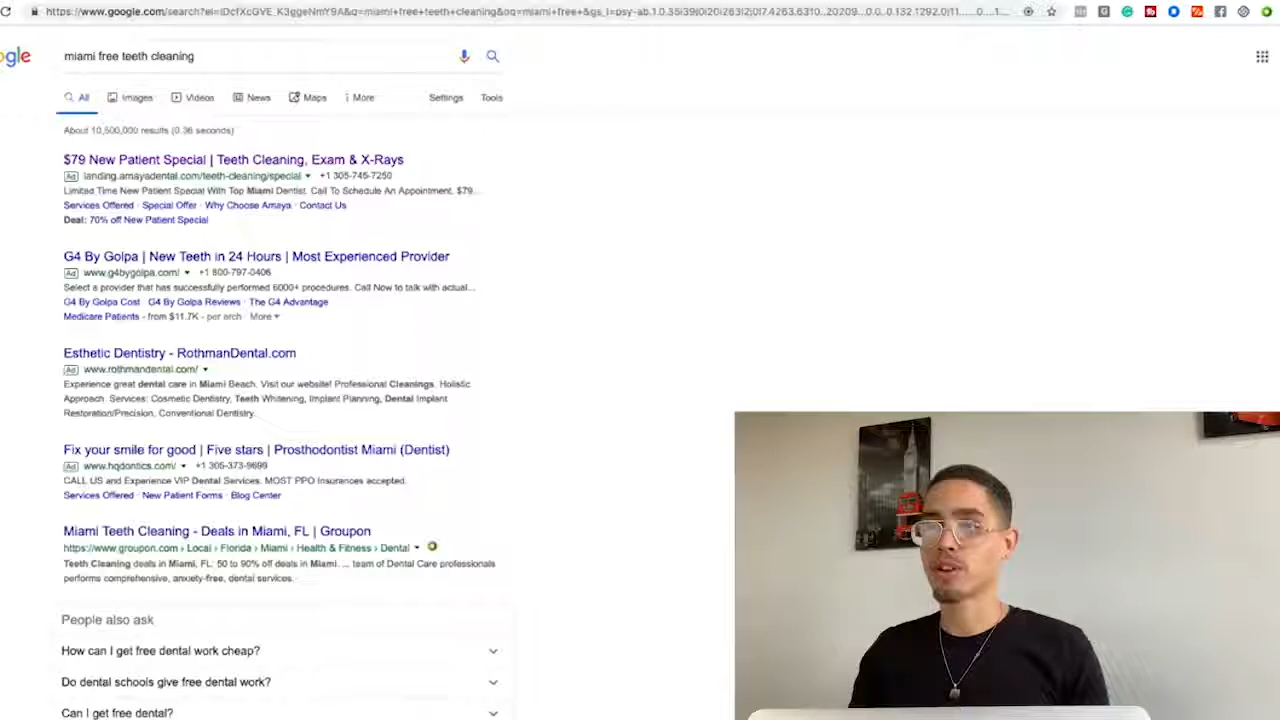 ogle
miami free teeth cleaning
All Images Videos News Maps More Settings Tools
About 10,500,000 results (0.36 seconds)
$79 New Patient Special | Teeth Cleaning, Exam & X-Rays
Ad landing.amayadental.com/teeth-cleaning/special +1 305-745-7250
Limited Time New Patient Special With Top Miami Dentist. Call To Schedule An Appointment. $79...
Services Offered · Special Offer · Why Choose Amaya · Contact Us
Deal: 70% off New Patient Special
G4 By Golpa | New Teeth in 24 Hours | Most Experienced Provider
Ad www.g4bygolpa.com/ +1 800-797-0406
Select a provider that has successfully performed 6000+ procedures. Call Now to talk with actual...
G4 By Golpa Cost · G4 By Golpa Reviews · The G4 Advantage
Medicare Patients - from $11.7K - per arch · More
Esthetic Dentistry - RothmanDental.com
Ad www.rothmandental.com/
Experience great dental care in Miami Beach. Visit our website! Professional Cleanings. Holistic
Approach. Services: Cosmetic Dentistry, Teeth Whitening, Implant Planning, Dental Implant
Restoration/Precision, Conventional Dentistry.
Fix your smile for good | Five stars | Prosthodontist Miami (Dentist)
Ad www.hqdontics.com/ +1 305-373-9699
CALL US and Experience VIP Dental Services. MOST PPO Insurances accepted.
Services Offered · New Patient Forms · Blog Center
Miami Teeth Cleaning - Deals in Miami, FL | Groupon
https://www.groupon.com › Local › Florida › Miami › Health & Fitness › Dental
Teeth Cleaning deals in Miami, FL: 50 to 90% off deals in Miami. ... team of Dental Care professionals
performs comprehensive, anxiety-free, dental services.
People also ask
How can I get free dental work cheap?
Do dental schools give free dental work?
Can I get free dental?